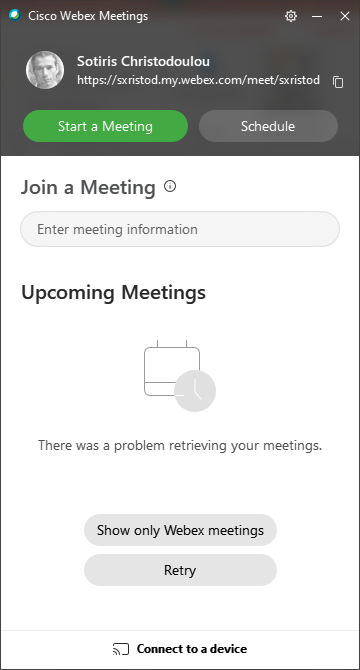 Cisco Webex Meetings
Sotiris Christodoulou
https://sxristod.my.webex.com/meet/sxristod
Start a Meeting
Schedule
Join a Meeting
Enter meeting information
Upcoming Meetings
There was a problem retrieving your meetings.
Show only Webex meetings
Retry
Connect to a device